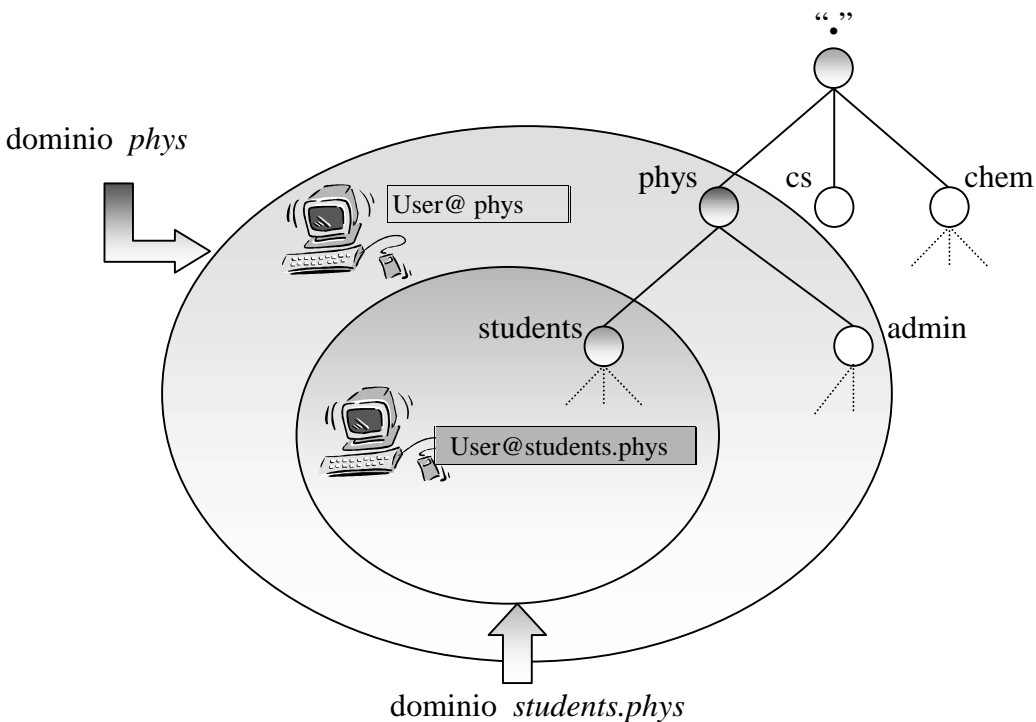 “.”
dominio phys
phys
cs
chem
User@ phys
students
admin
User@students.phys
dominio students.phys